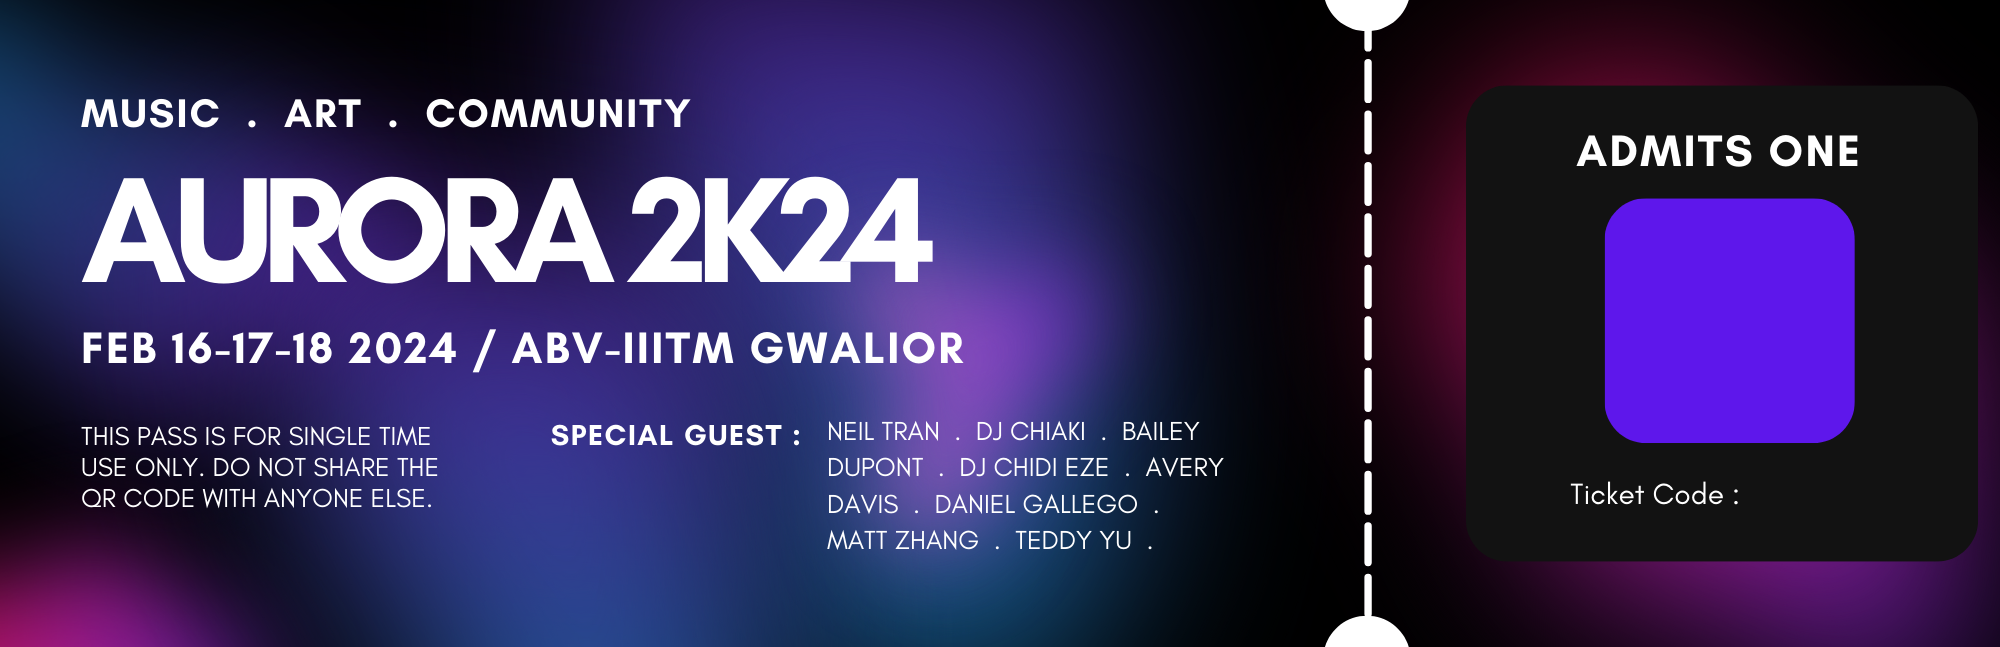 MUSIC . ART . COMMUNITY
AURORA 2K24
FEB 16-17-18 2024 / ABV-IIITM GWALIOR
THIS PASS IS FOR SINGLE TIME
USE ONLY. DO NOT SHARE THE
QR CODE WITH ANYONE ELSE.
SPECIAL GUEST :
NEIL TRAN . DJ CHIAKI . BAILEY
DUPONT . DJ CHIDI EZE . AVERY
DAVIS . DANIEL GALLEGO .
MATT ZHANG . TEDDY YU .
ADMITS ONE
Ticket Code :